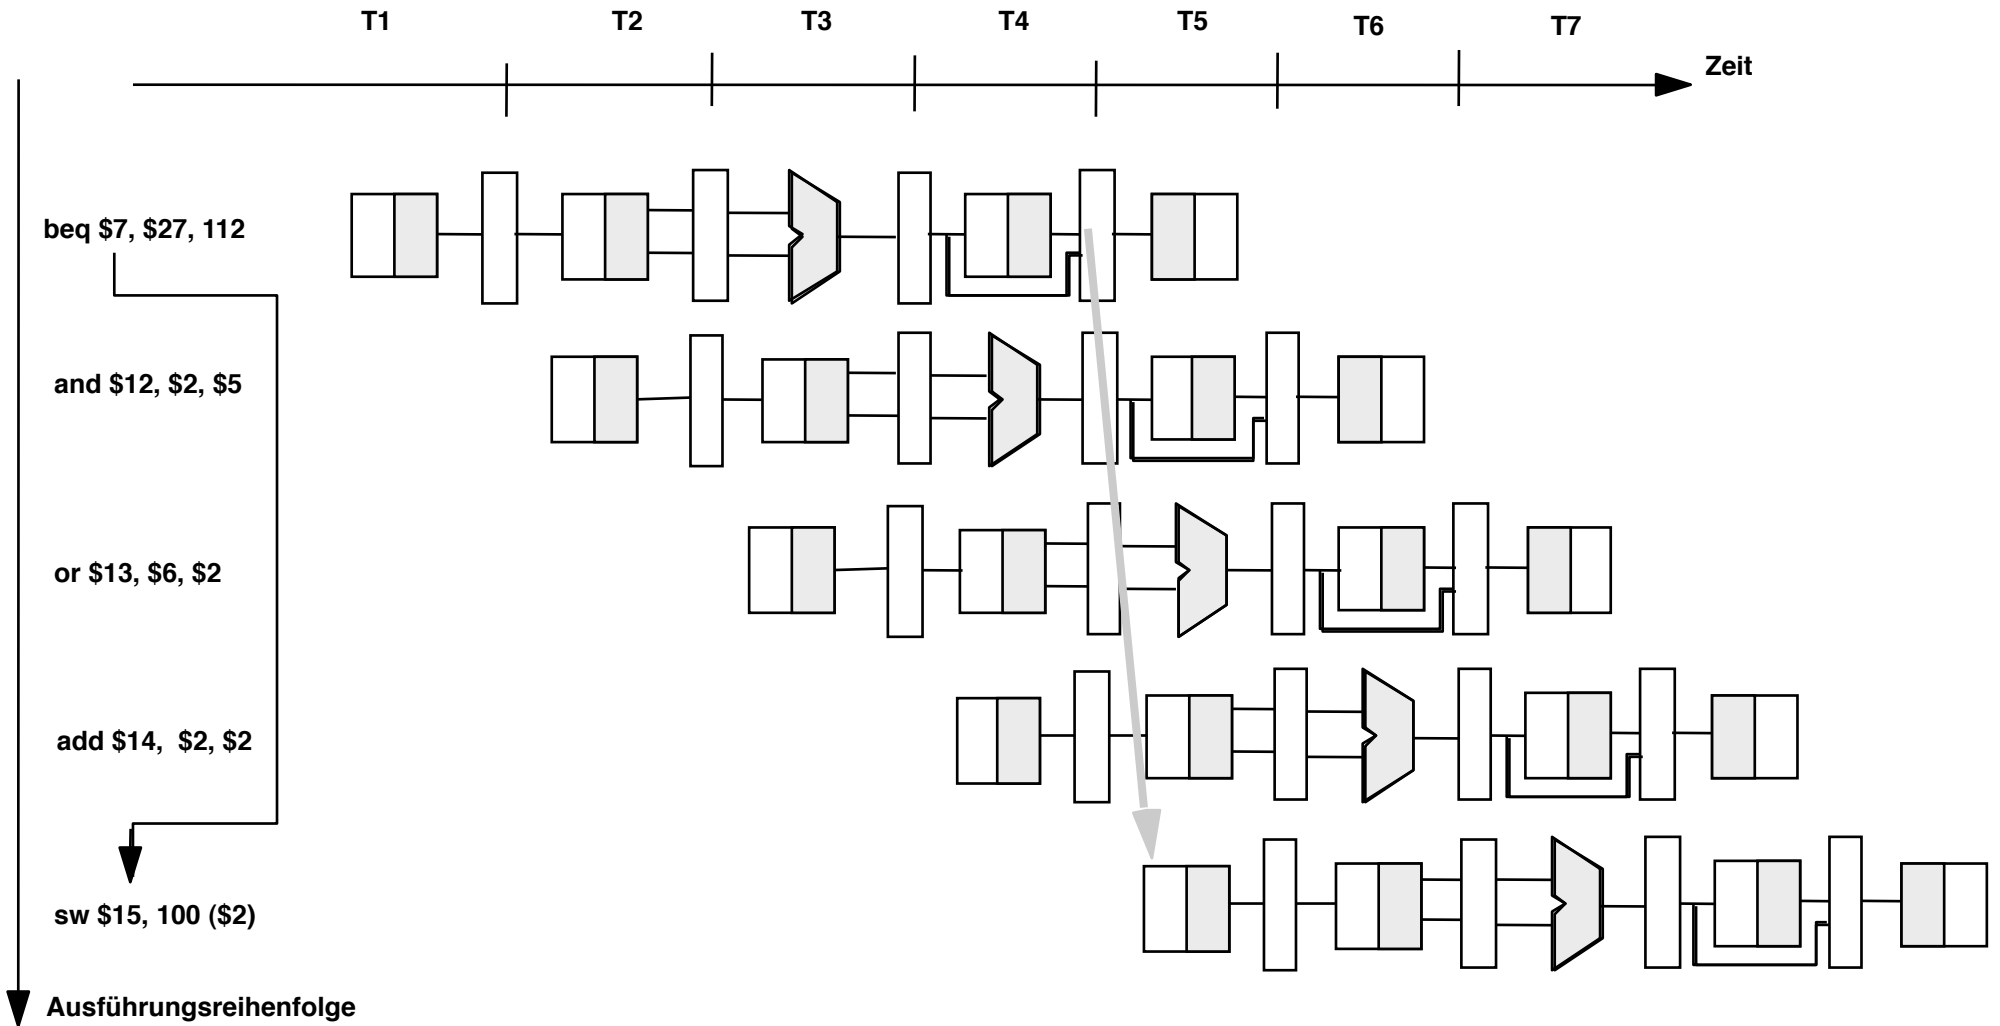 T1 T2 T3 T4 T5 T6 T7
Zeit
beq $7, $27, 112
and $12, $2, $5
or $13, $6, $2
add $14, $2, $2
sw $15, 100 ($2)
Ausführungsreihenfolge